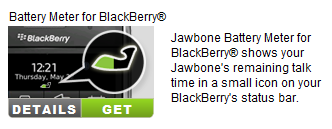 Battery Meter for BlackBerry®
BlackBerry
12:21
Thursday, May
DETAILS
GET
Jawbone Battery Meter for
BlackBerry® shows your
Jawbone's remaining talk
time in a small icon on your
BlackBerry's status bar.